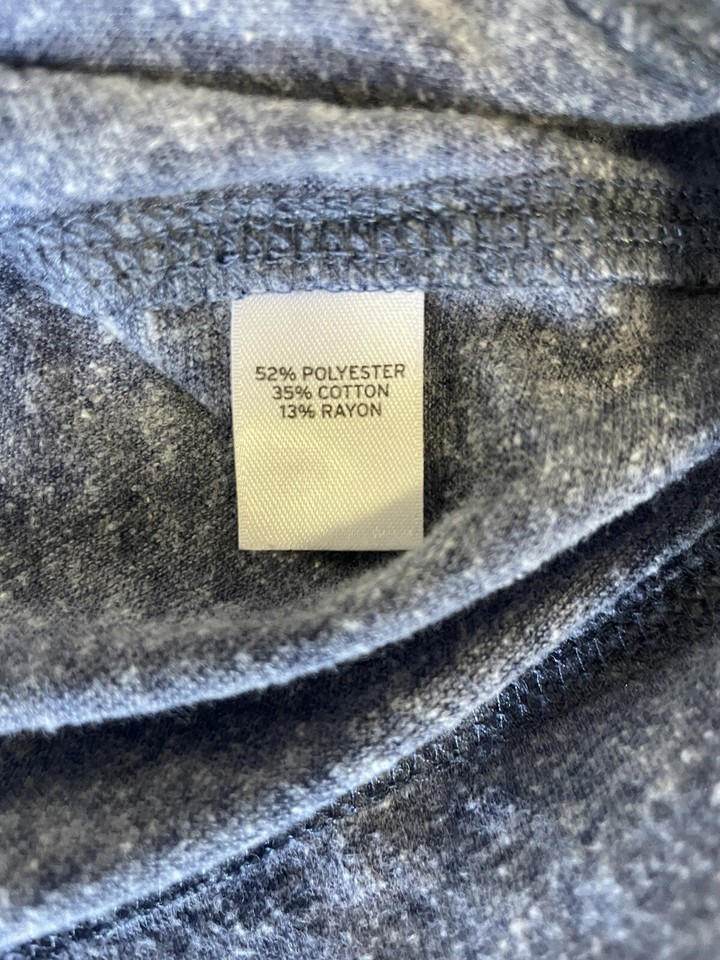 52% POLYESTER
35% COTTON
13% RAYON